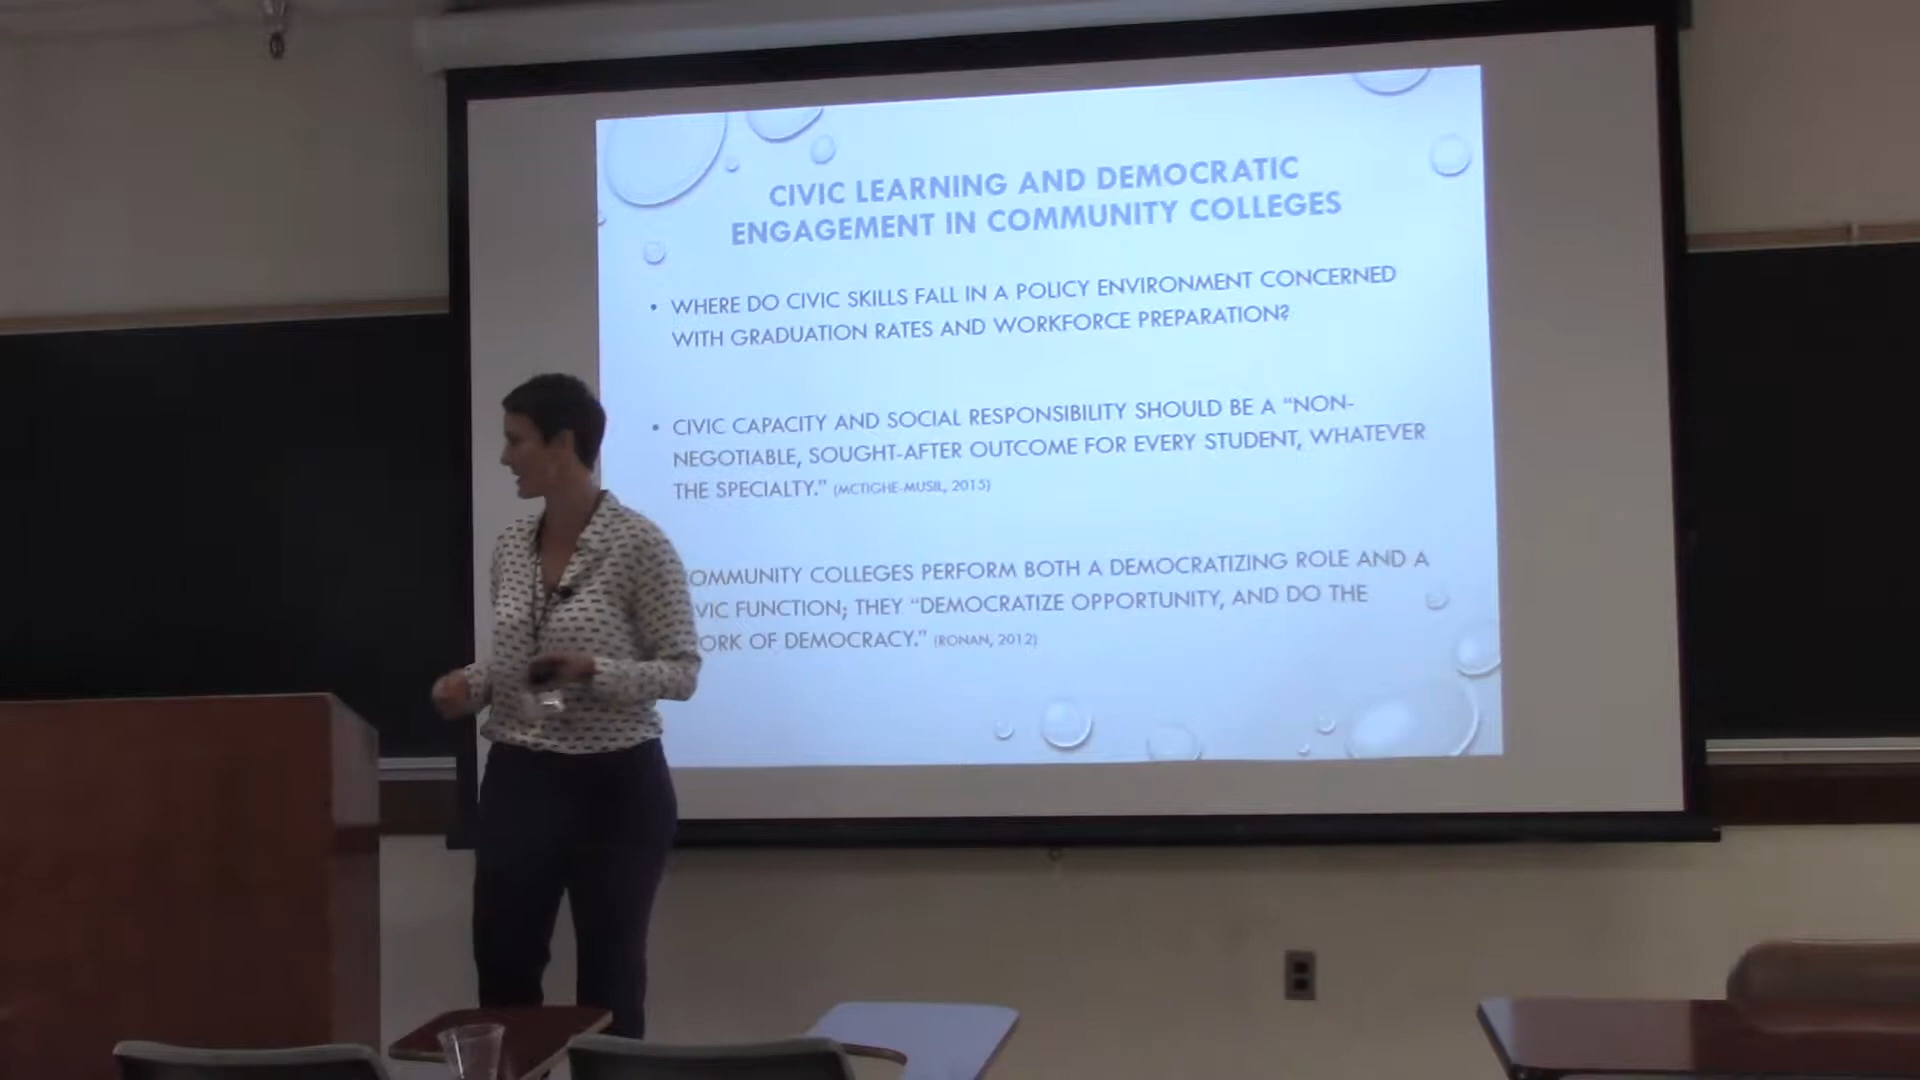 CIVIC LEARNING AND DEMOCRATIC
ENGAGEMENT IN COMMUNITY COLLEGES
• WHERE DO CIVIC SKILLS FALL IN A POLICY ENVIRONMENT CONCERNED
WITH GRADUATION RATES AND WORKFORCE PREPARATION?
• CIVIC CAPACITY AND SOCIAL RESPONSIBILITY SHOULD BE A “NON-
NEGOTIABLE, SOUGHT-AFTER OUTCOME FOR EVERY STUDENT, WHATEVER
THE SPECIALTY.” (MCTIGHE-MUSIL, 2015)
OMMUNITY COLLEGES PERFORM BOTH A DEMOCRATIZING ROLE AND A
VIC FUNCTION; THEY “DEMOCRATIZE OPPORTUNITY, AND DO THE
ORK OF DEMOCRACY.” (RONAN, 2012)